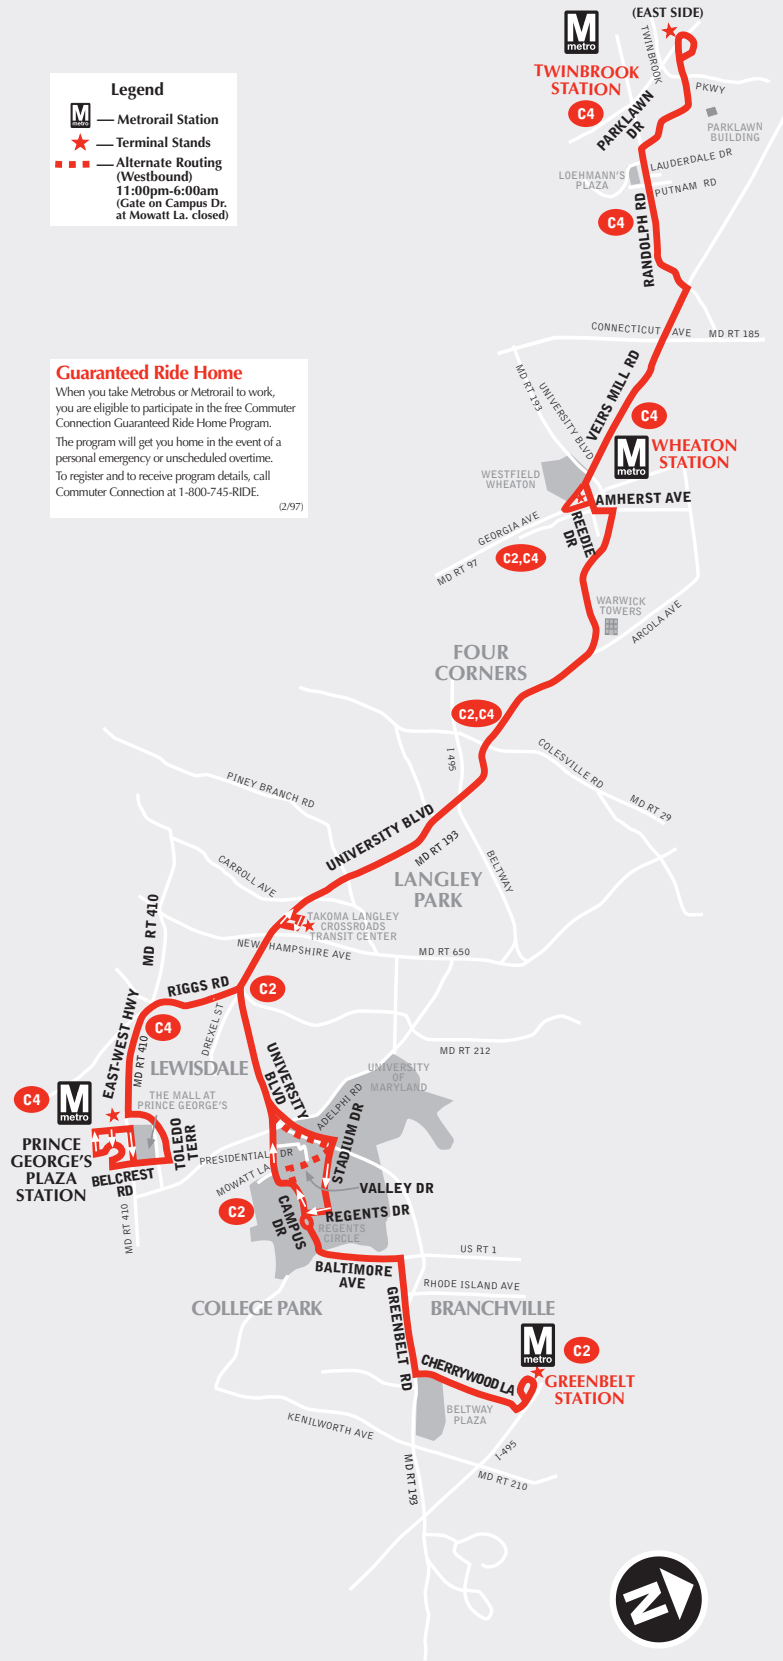 (EAST SIDE)
M
metro
TWINBROOK
STATION
C4
TWINBROOK
PKWY
PARKLAWN
DR
PARKLAWN
BUILDING
LAUDERDALE DR
LOEHMANN'S
PLAZA
PUTNAM RD
C4
RANDOLPH RD
Legend
M
metro
Metrorail Station
Terminal Stands
Alternate Routing
(Westbound)
11:00pm-6:00am
(Gate on Campus Dr.
at Mowatt La. closed)
CONNECTICUT AVE
MD RT 185
Guaranteed Ride Home
When you take Metrobus or Metrorail to work,
you are eligible to participate in the free Commuter
Connection Guaranteed Ride Home Program.
The program will get you home in the event of a
personal emergency or unscheduled overtime.
To register and to receive program details, call
Commuter Connection at 1-800-745-RIDE.
(2/97)
MD RT 193
UNIVERSITY BLVD
VEIRS MILL RD
C4
M
metro
WHEATON
STATION
WESTFIELD
WHEATON
AMHERST AVE
REEDIE
DR
GEORGIA AVE
MD RT 97
C2,C4
WARWICK
TOWERS
ARCOLA AVE
FOUR
CORNERS
C2,C4
I 495
COLESVILLE RD
MD RT 29
PINEY BRANCH RD
UNIVERSITY BLVD
MD RT 193
BELTWAY
CARROLL AVE
LANGLEY
PARK
MD RT 410
TAKOMA LANGLEY
CROSSROADS
TRANSIT CENTER
NEW HAMPSHIRE AVE
MD RT 650
RIGGS RD
C2
C4
EAST-WEST HWY
MD RT 410
DREXEL ST
LEWISDALE
UNIVERSITY
BLVD
MD RT 212
UNIVERSITY
OF
MARYLAND
C4
M
metro
THE MALL AT
PRINCE GEORGE'S
ADELPHI RD
STADIUM DR
PRINCE
GEORGE'S
PLAZA
STATION
TOLEDO
TERR
BELCREST
RD
PRESIDENTIAL DR
MOWATT LA
VALLEY DR
C2
CAMPUS
DR
REGENTS DR
REGENTS
CIRCLE
MD RT 410
US RT 1
BALTIMORE
AVE
RHODE ISLAND AVE
GREENBELT RD
COLLEGE PARK
BRANCHVILLE
M
metro
C2
CHERRYWOOD LA
GREENBELT
STATION
BELTWAY
PLAZA
KENILWORTH AVE
I-495
MD RT 193
MD RT 210
N